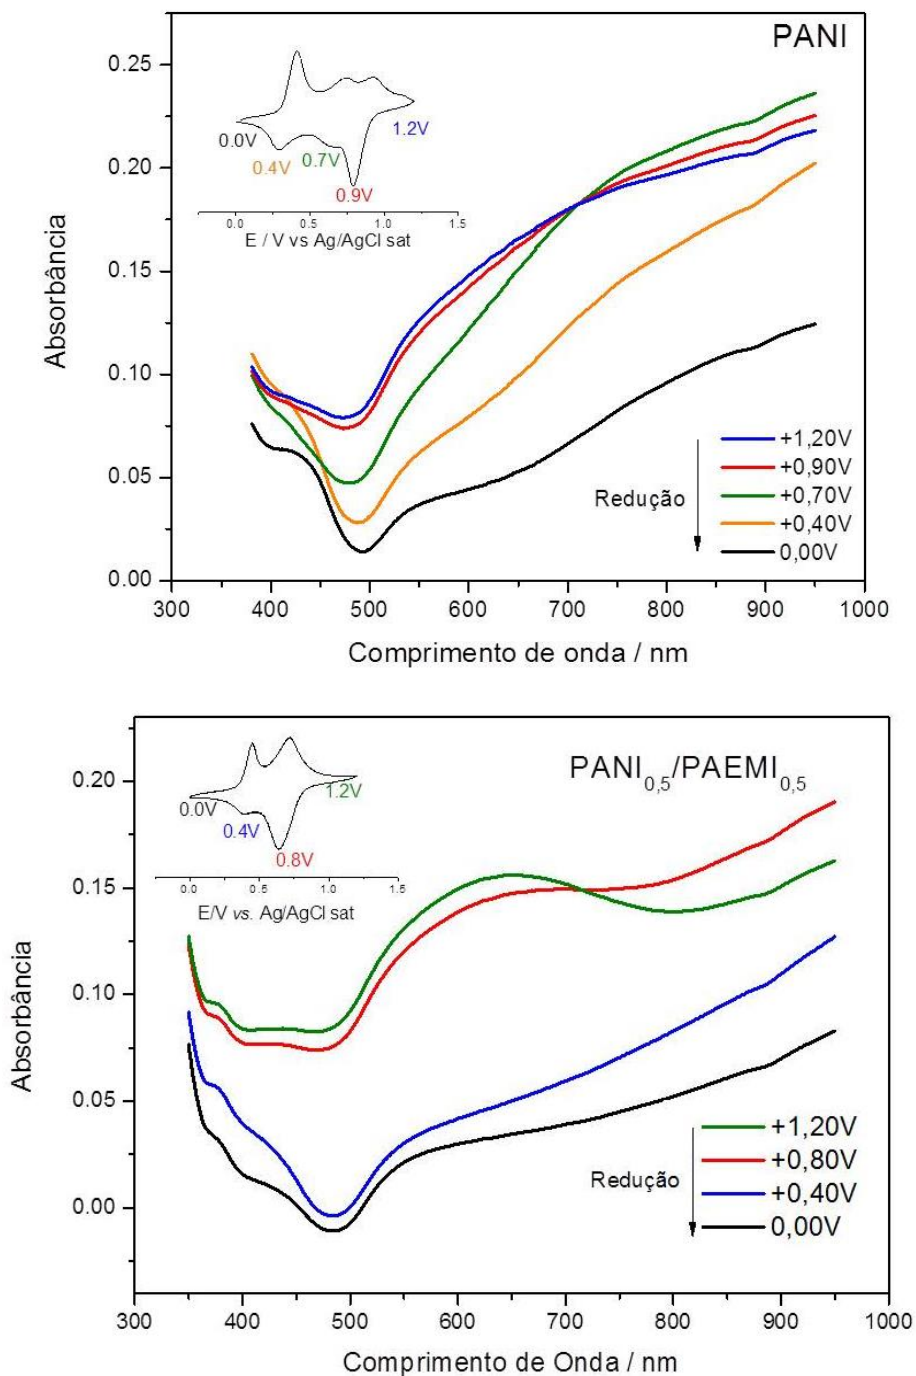 PANI
0.25
0.20
0.15
0.10
0.05
0.00
Absorbância
0.0V
0.4V
0.7V
0.9V
1.2V
0.0 0.5 1.0 1.5
E / V vs Ag/AgCl sat
Redução
+1,20V
+0,90V
+0,70V
+0,40V
0,00V
300 400 500 600 700 800 900 1000
Comprimento de onda / nm
PANI0,5/PAEMI0,5
0.20
0.15
0.10
0.05
0.00
Absorbância
0.0V
0.4V
0.8V
1.2V
0.0 0.5 1.0 1.5
E/V vs. Ag/AgCl sat
Redução
+1,20V
+0,80V
+0,40V
0,00V
300 400 500 600 700 800 900 1000
Comprimento de Onda / nm